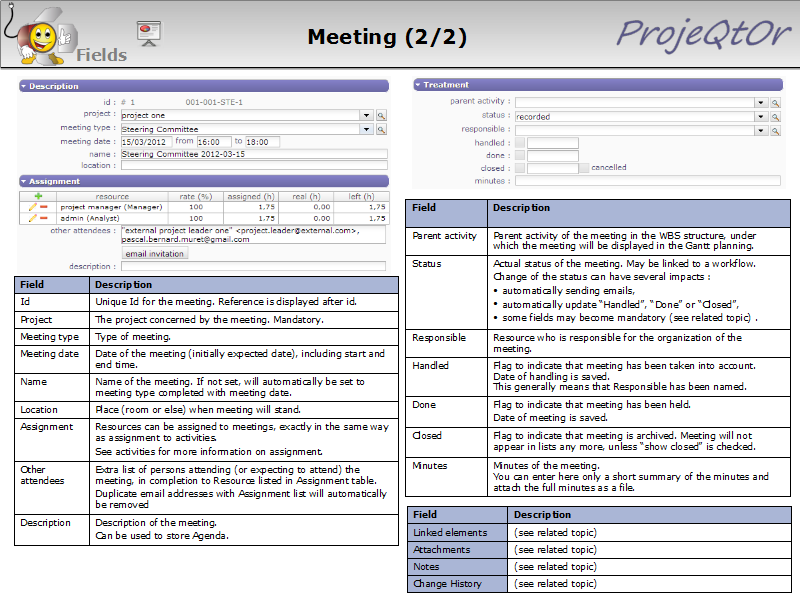 Meeting (2/2)
ProjeQtOr
Fields
Description
id : # 1 001-001-STE-1
project : project one
meeting type : Steering Committee
meeting date : 15/03/2012 from 16:00 to 18:00
name : Steering Committee 2012-03-15
location :
Assignment
resource rate (%) assigned (h) real (h) left (h)
project manager (Manager) 100 1,75 0,00 1,75
admin (Analyst) 100 1,75 0,00 1,75
other attendees : "external project leader one" <project.leader@external.com>,
pascal.bernard.muret@gmail.com
email invitation
description :
Field Description
Id Unique Id for the meeting. Reference is displayed after id.
Project The project concerned by the meeting. Mandatory.
Meeting type Type of meeting.
Meeting date Date of the meeting (initially expected date), including start and
end time.
Name Name of the meeting. If not set, will automatically be set to
meeting type completed with meeting date.
Location Place (room or else) when meeting will stand.
Assignment Resources can be assigned to meetings, exactly in the same way
as assignment to activities.
See activities for more information on assignment.
Other Extra list of persons attending (or expecting to attend) the
attendees meeting, in completion to Resource listed in Assignment table.
Duplicate email addresses with Assignment list will automatically
be removed
Description Description of the meeting.
Can be used to store Agenda.
Treatment
parent activity :
status : recorded
responsible :
handled :
done :
closed : cancelled
minutes :
Field Description
Parent activity Parent activity of the meeting in the WBS structure, under
which the meeting will be displayed in the Gantt planning.
Status Actual status of the meeting. May be linked to a workflow.
Change of the status can have several impacts :
• automatically sending emails,
• automatically update “Handled”, “Done” or “Closed”,
• some fields may become mandatory (see related topic) .
Responsible Resource who is responsible for the organization of the
meeting.
Handled Flag to indicate that meeting has been taken into account.
Date of handling is saved.
This generally means that Responsible has been named.
Done Flag to indicate that meeting has been held.
Date of meeting is saved.
Closed Flag to indicate that meeting is archived. Meeting will not
appear in lists any more, unless “show closed” is checked.
Minutes Minutes of the meeting.
You can enter here only a short summary of the minutes and
attach the full minutes as a file.
Field Description
Linked elements (see related topic)
Attachments (see related topic)
Notes (see related topic)
Change History (see related topic)